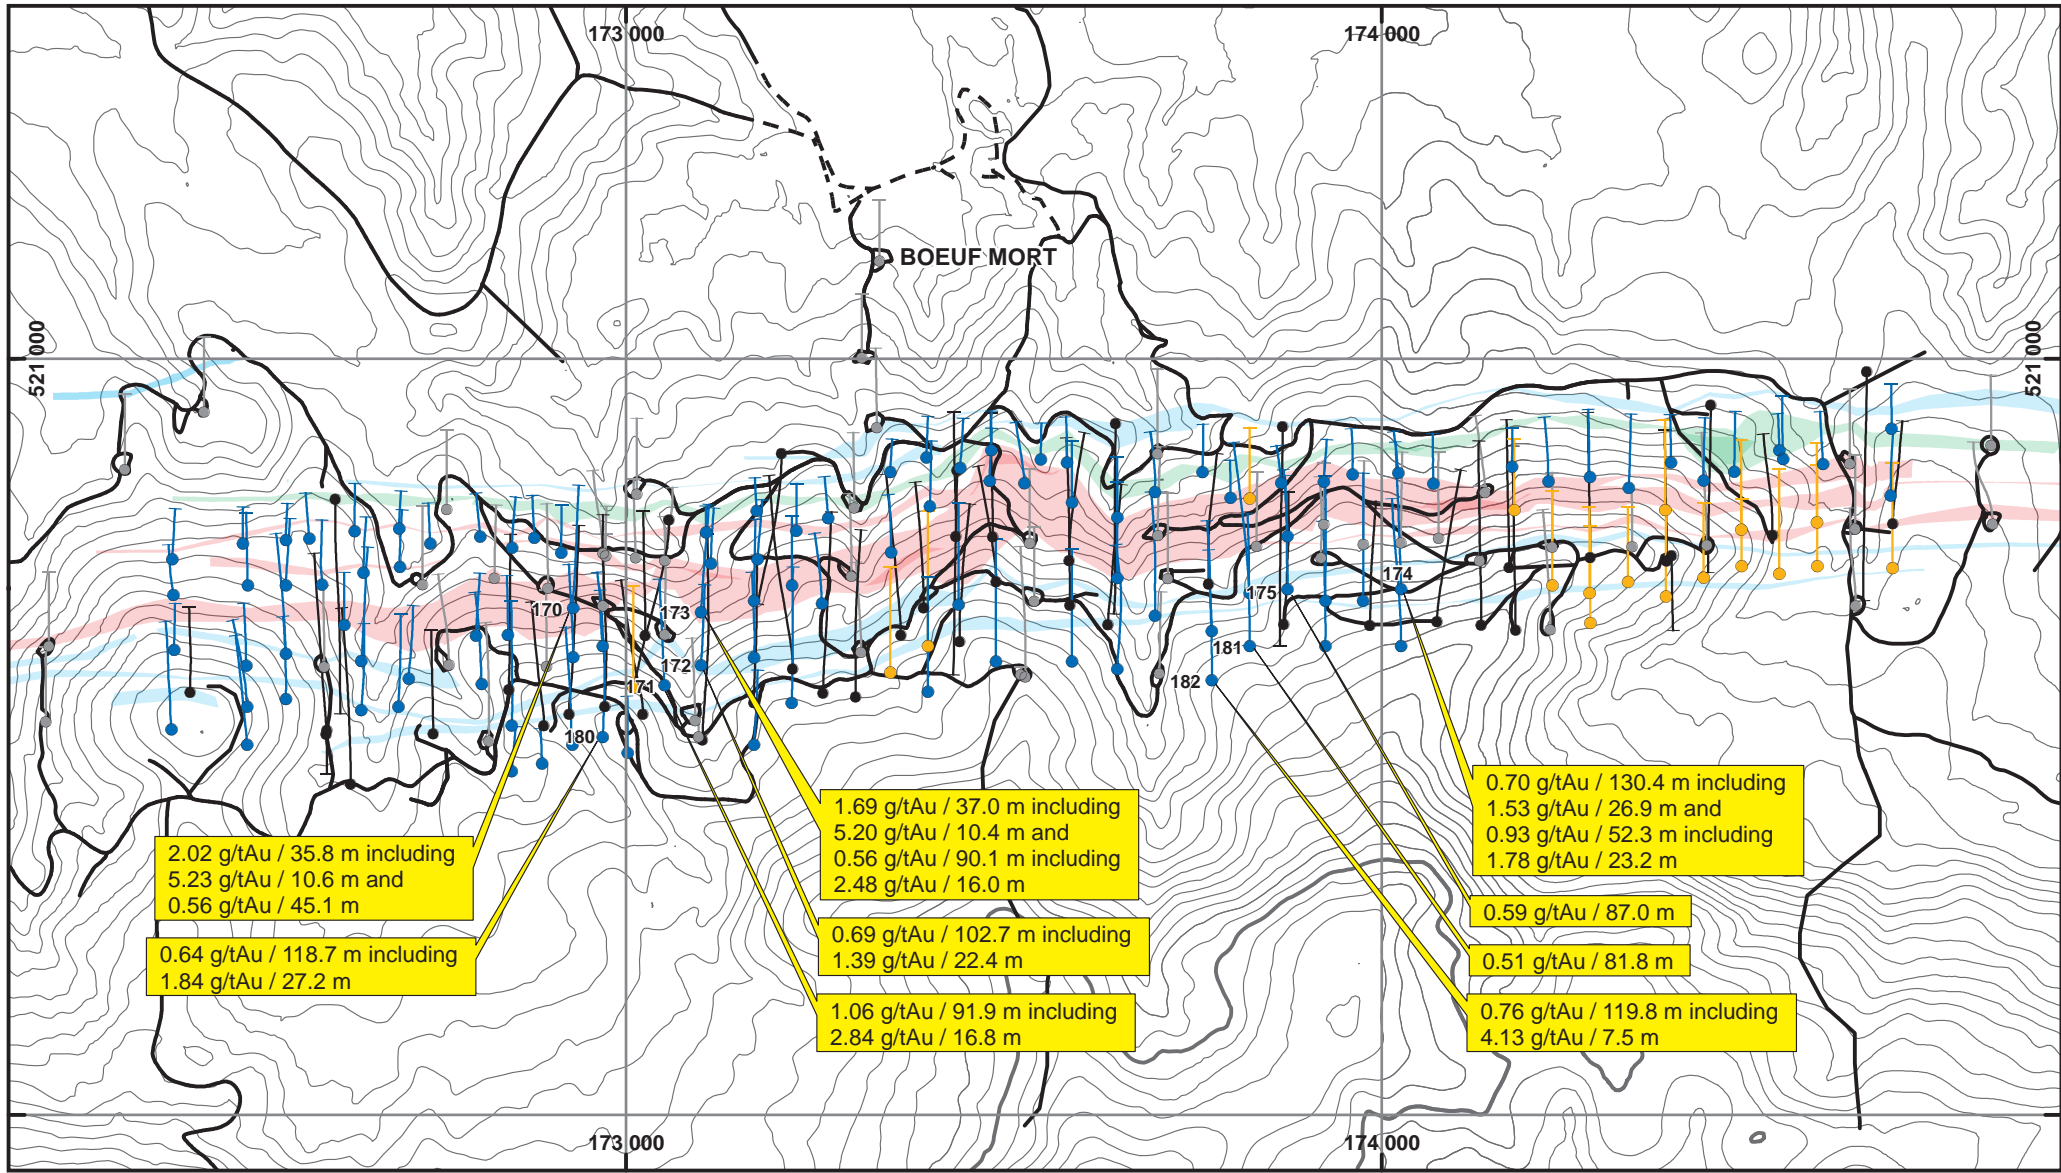 173 000
174 000
BOEUF MORT
521 000
521 000
170
173
174
175
172
171
181
182
180
0.70 g/tAu / 130.4 m including
1.53 g/tAu / 26.9 m and
0.93 g/tAu / 52.3 m including
1.78 g/tAu / 23.2 m
1.69 g/tAu / 37.0 m including
5.20 g/tAu / 10.4 m and
0.56 g/tAu / 90.1 m including
2.48 g/tAu / 16.0 m
2.02 g/tAu / 35.8 m including
5.23 g/tAu / 10.6 m and
0.56 g/tAu / 45.1 m
0.59 g/tAu / 87.0 m
0.69 g/tAu / 102.7 m including
1.39 g/tAu / 22.4 m
0.64 g/tAu / 118.7 m including
1.84 g/tAu / 27.2 m
0.51 g/tAu / 81.8 m
1.06 g/tAu / 91.9 m including
2.84 g/tAu / 16.8 m
0.76 g/tAu / 119.8 m including
4.13 g/tAu / 7.5 m
173 000
174 000